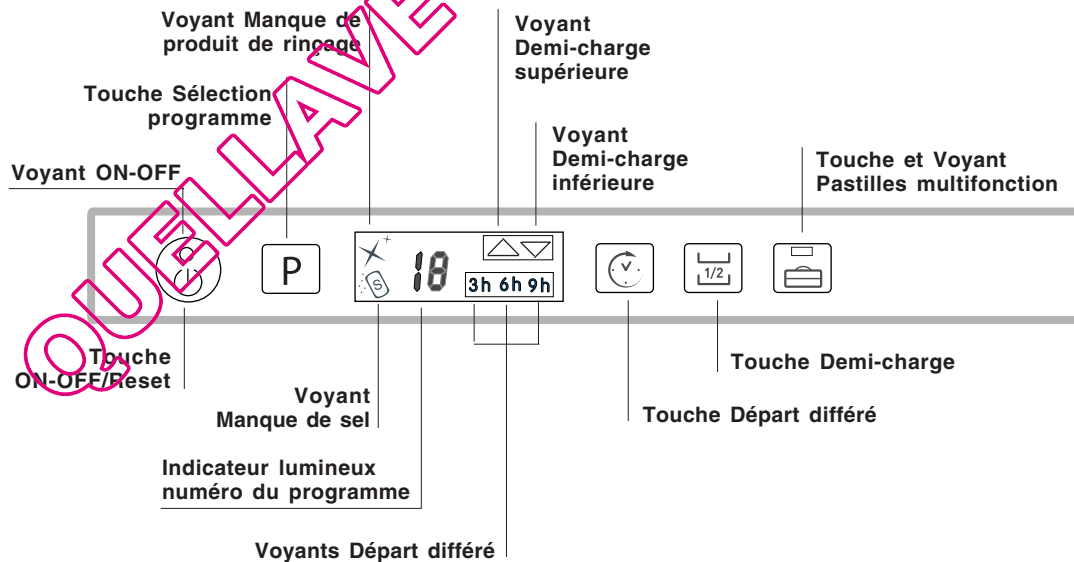 Voyant Manque de
produit de rinçage
Voyant
Demi-charge
supérieure
Touche Sélection
programme
Voyant
Demi-charge
inférieure
Touche et Voyant
Pastilles multifonction
Voyant ON-OFF
P
S
18
3h 6h 9h
1/2
Touche
ON-OFF/Reset
Voyant
Manque de sel
Touche Demi-charge
Touche Départ différé
Indicateur lumineux
numéro du programme
Voyants Départ différé
QUELLAVE